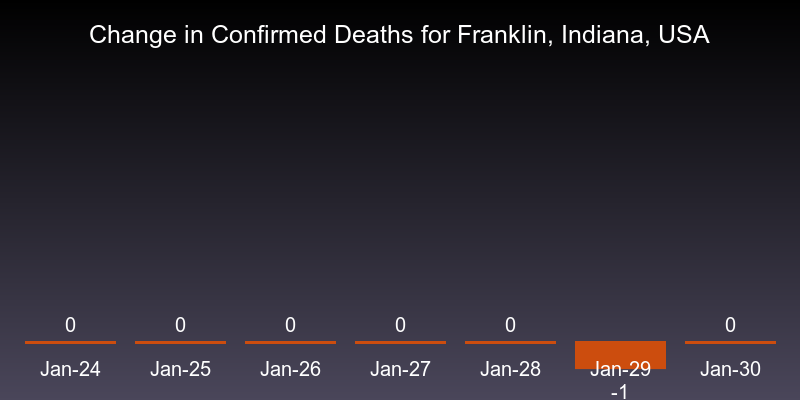 Change in Confirmed Deaths for Franklin, Indiana, USA
0 0 0 0 0 0
Jan-24 Jan-25 Jan-26 Jan-27 Jan-28 Jan-29 Jan-30
-1